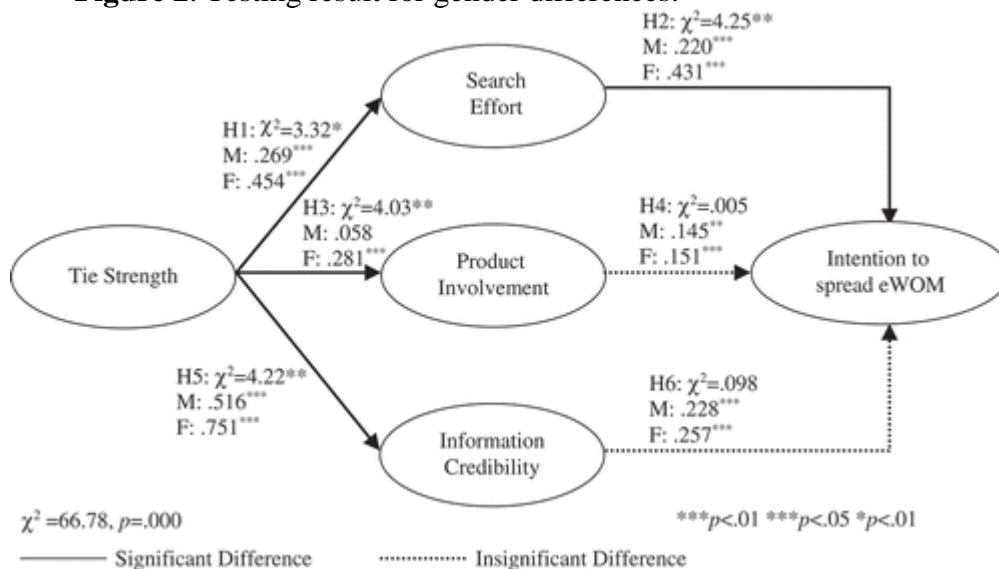 Figure 2. Testing result for gender differences.
H2: χ²=4.25**
M: .220***
F: .431***
Search
Effort
H1: χ²=3.32*
M: .269***
F: .454***
H3: χ²=4.03**
M: .058
F: .281***
H4: χ²=.005
M: .145**
F: .151***
Tie Strength
Product
Involvement
Intention to
spread eWOM
H5: χ²=4.22**
M: .516***
F: .751***
H6: χ²=.098
M: .228***
F: .257***
Information
Credibility
χ² =66.78, p=.000
***p<.01 ***p<.05 *p<.01
Significant Difference
Insignificant Difference